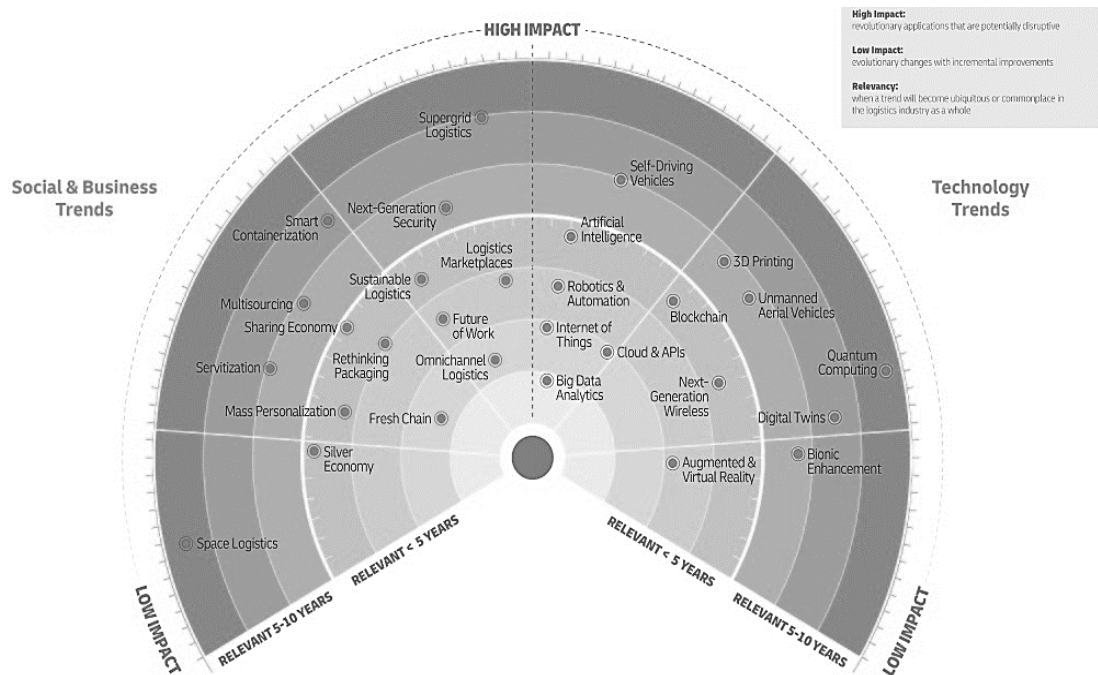 HIGH IMPACT
High Impact:
revolutionary applications that are potentially disruptive
Low Impact:
evolutionary changes with incremental improvements
Relevancy:
when a trend will become ubiquitous or commonplace in
the logistics industry as a whole
Social & Business
Trends
Technology
Trends
Supergrid
Logistics
Self-Driving
Vehicles
Smart
Containerization
Next-Generation
Security
Artificial
Intelligence
Logistics
Marketplaces
3D Printing
Sustainable
Logistics
Robotics &
Automation
Multisourcing
Unmanned
Aerial Vehicles
Blockchain
Sharing Economy
Future
of Work
Internet of
Things
Rethinking
Packaging
Omnichannel
Logistics
Cloud & APIs
Servitization
Quantum
Computing
Big Data
Analytics
Next-
Generation
Wireless
Mass Personalization
Fresh Chain
Digital Twins
Silver
Economy
Augmented &
Virtual Reality
Bionic
Enhancement
Space Logistics
RELEVANT < 5 YEARS
RELEVANT < 5 YEARS
RELEVANT 5-10 YEARS
RELEVANT 5-10 YEARS
LOW IMPACT
LOW IMPACT